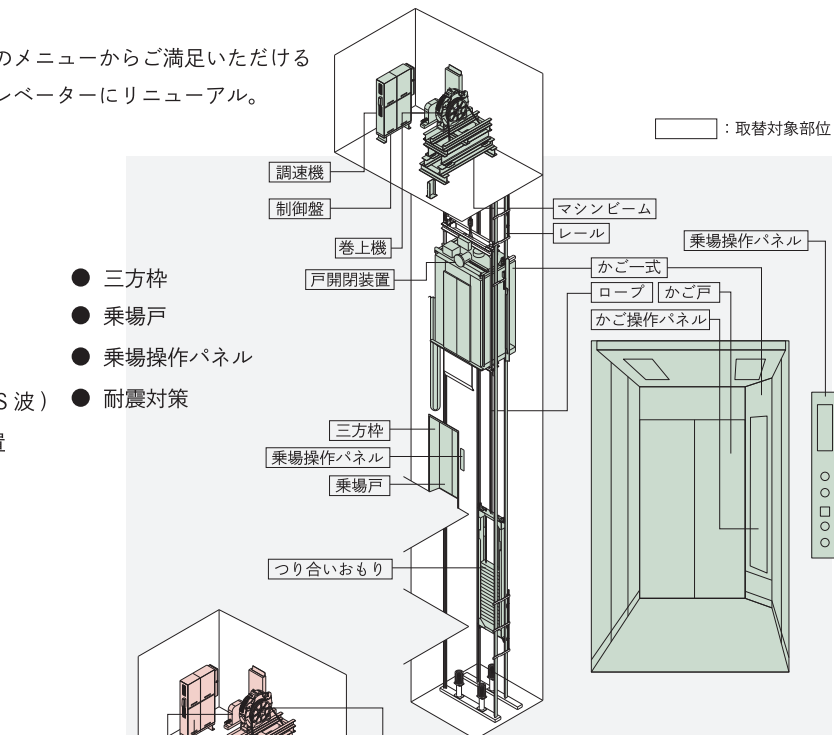 のメニューからご満足いただける
レベーターにリニューアル。
：取替対象部位
調速機
制御盤
巻上機
戸開閉装置
マシンビーム
レール
かご一式
ロープ
かご戸
かご操作パネル
乗場操作パネル
● 三方枠
● 乗場戸
● 乗場操作パネル
S波） ● 耐震対策
置
三方枠
乗場操作パネル
乗場戸
つり合いおもり